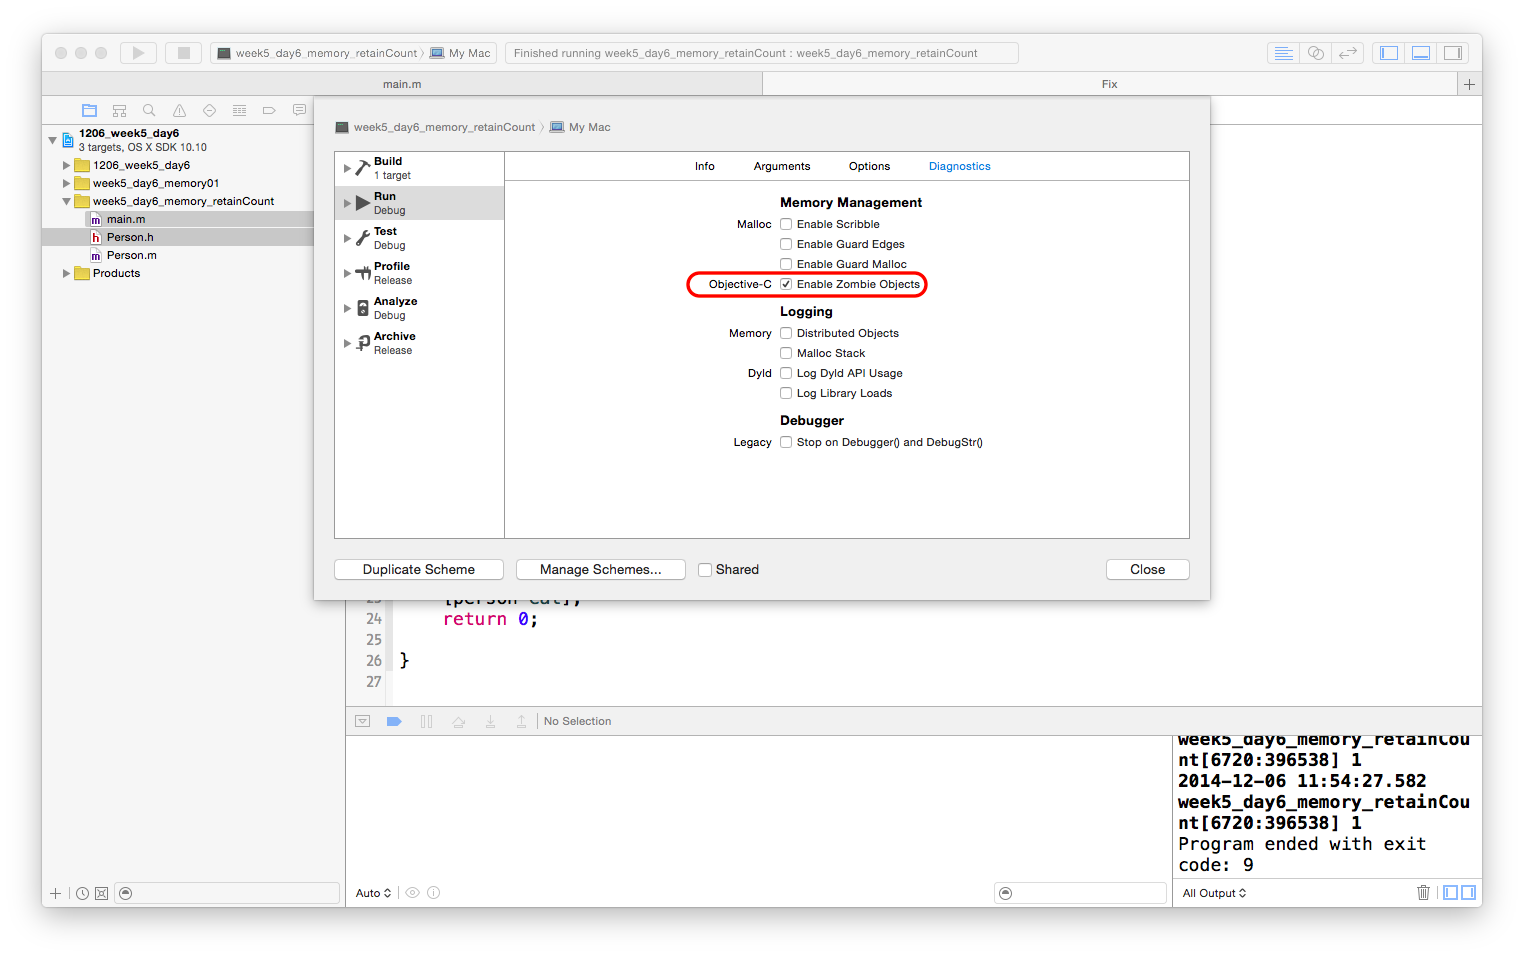 week5_day6_memory_retainCount 〉 My Mac
Finished running week5_day6_memory_retainCount : week5_day6_memory_retainCount
main.m
Fix
1206_week5_day6
3 targets, OS X SDK 10.10
1206_week5_day6
week5_day6_memory01
week5_day6_memory_retainCount
main.m
Person.h
Person.m
Products
week5_day6_memory_retainCount 〉 My Mac
Build
1 target
Run
Debug
Test
Debug
Profile
Release
Analyze
Debug
Archive
Release
Info Arguments Options Diagnostics
Memory Management
Malloc Enable Scribble
Enable Guard Edges
Enable Guard Malloc
Objective-C Enable Zombie Objects
Logging
Memory Distributed Objects
Malloc Stack
Dyld Log Dyld API Usage
Log Library Loads
Debugger
Legacy Stop on Debugger() and DebugStr()
Duplicate Scheme Manage Schemes... Shared Close
24 return 0;
25
26 }
27
No Selection
week5_day6_memory_retainCou
nt[6720:396538] 1
2014-12-06 11:54:27.582
week5_day6_memory_retainCou
nt[6720:396538] 1
Program ended with exit
code: 9
Auto
All Output